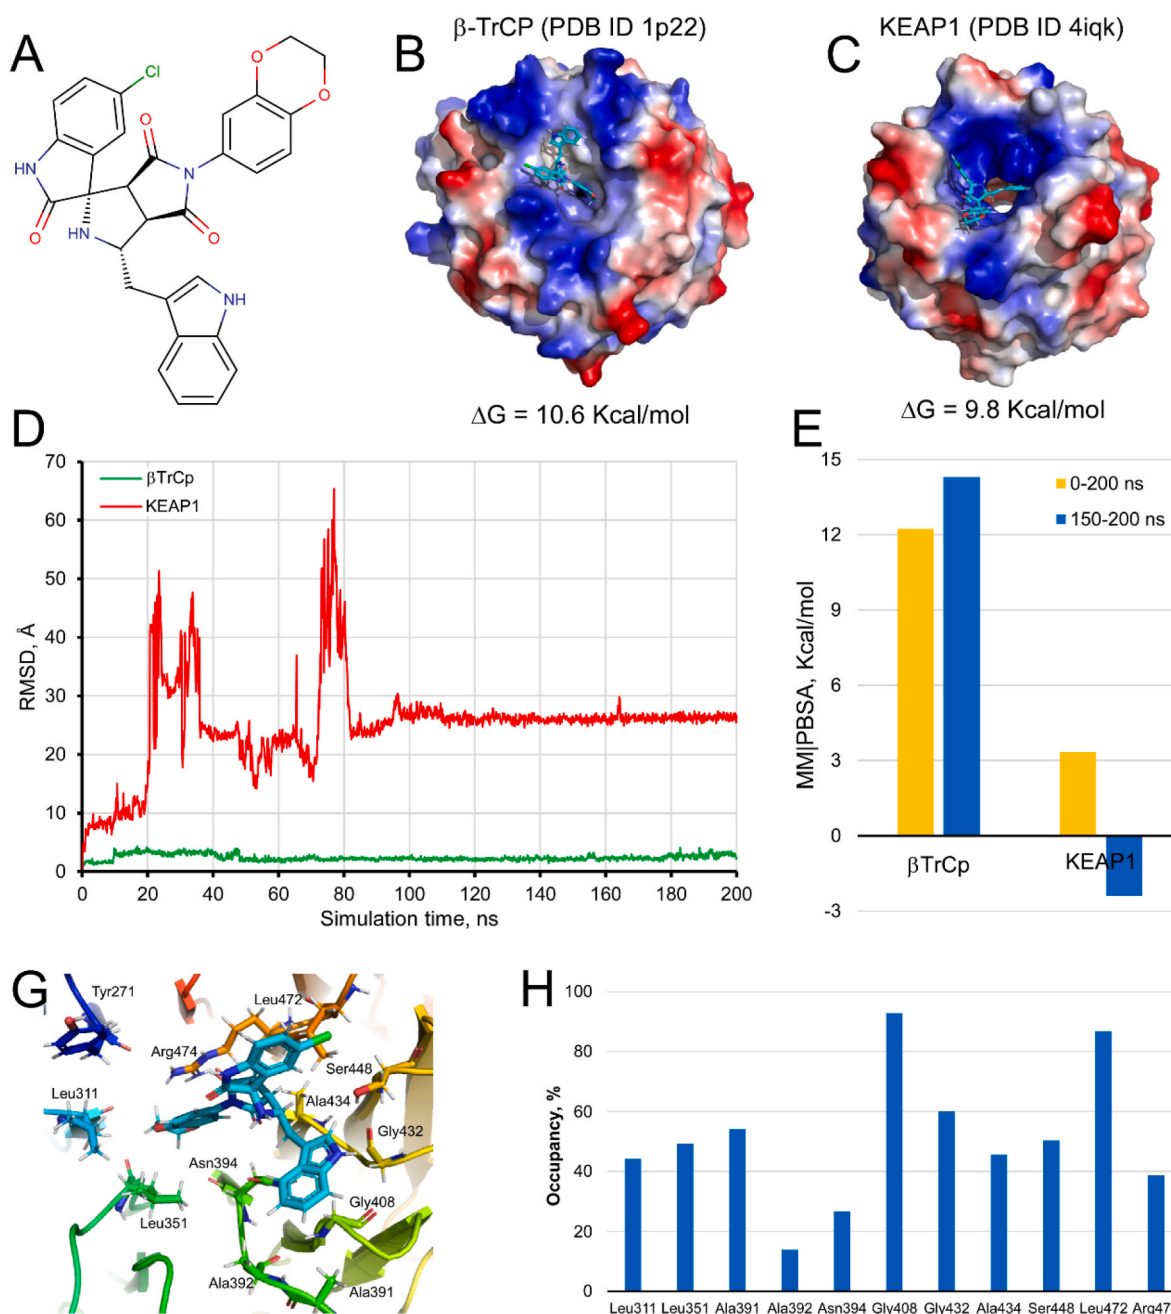 A
Cl
O
O
O
N
HN
O
O
HN
NH
B
β-TrCP (PDB ID 1p22)
ΔG = 10.6 Kcal/mol
C
KEAP1 (PDB ID 4iqk)
ΔG = 9.8 Kcal/mol
D
RMSD, Å
70
60
50
40
30
20
10
0
βTrCp
KEAP1
0 20 40 60 80 100 120 140 160 180 200
Simulation time, ns
E
MM|PBSA, Kcal/mol
15
12
9
6
3
0
-3
0-200 ns
150-200 ns
βTrCp
KEAP1
G
Tyr271
Leu472
Arg474
Ser448
Leu311
Ala434
Gly432
Asn394
Gly408
Leu351
Ala392
Ala391
H
Occupancy, %
100
80
60
40
20
0
Leu311 Leu351 Ala391 Ala392 Asn394 Gly408 Gly432 Ala434 Ser448 Leu472 Arg47